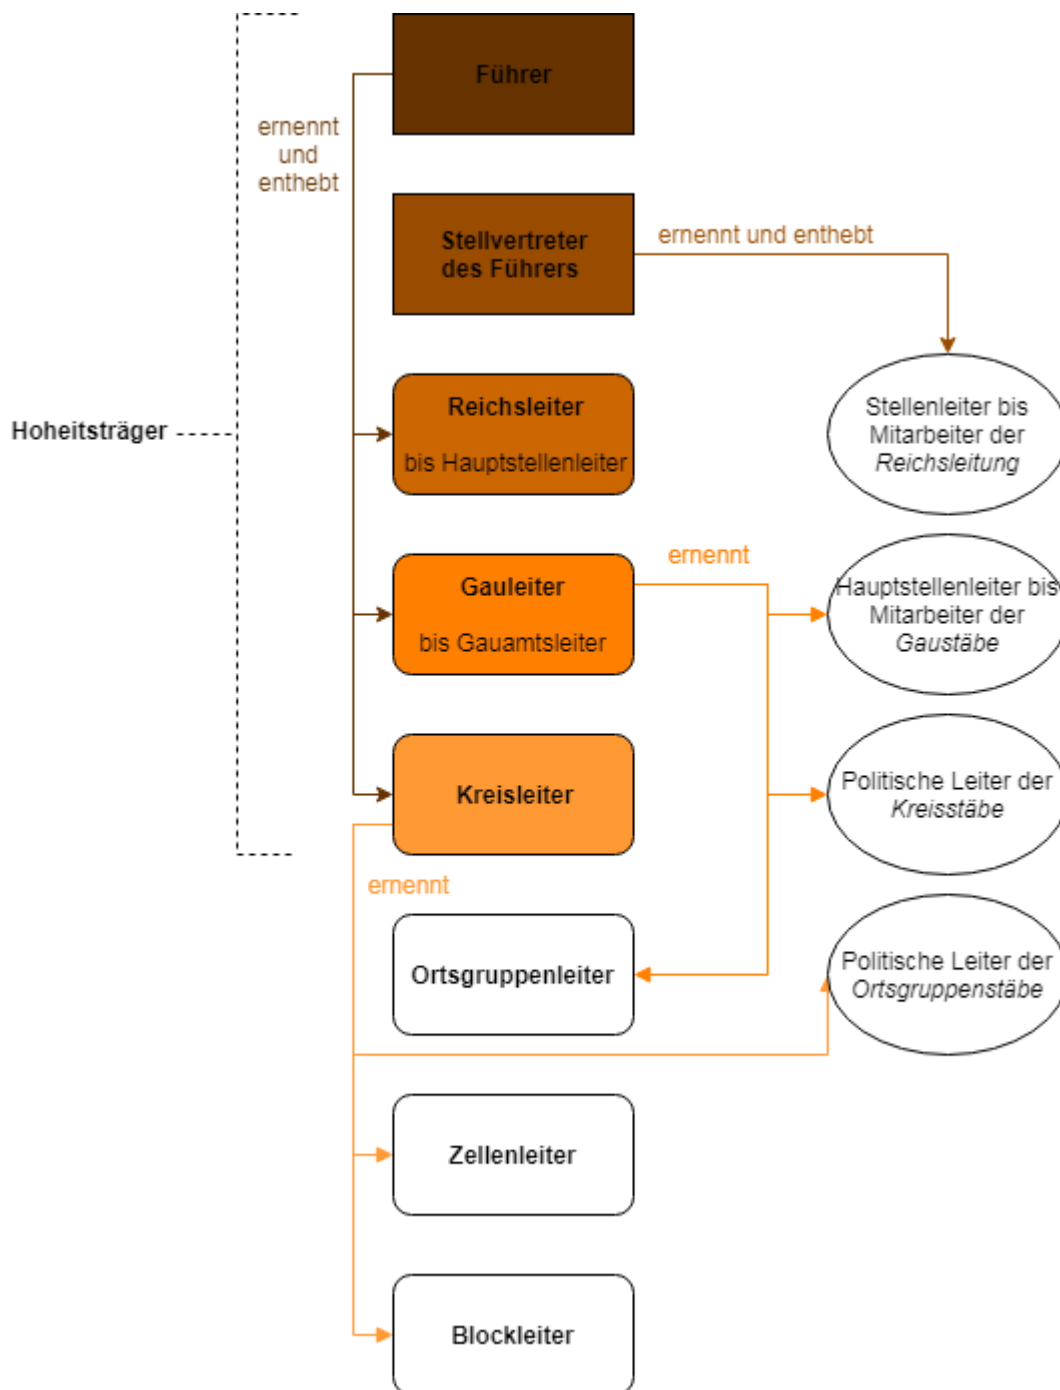 Führer
ernennt
und
enthebt
Stellvertreter
des Führers
ernennt und enthebt
Hoheitsträger
Reichsleiter
bis Hauptstellenleiter
Stellenleiter bis
Mitarbeiter der
Reichsleitung
Gauleiter
bis Gauamtsleiter
ernennt
Hauptstellenleiter bis
Mitarbeiter der
Gaustäbe
Kreisleiter
Politische Leiter der
Kreisstäbe
ernennt
Ortsgruppenleiter
Politische Leiter der
Ortsgruppenstäbe
Zellenleiter
Blockleiter